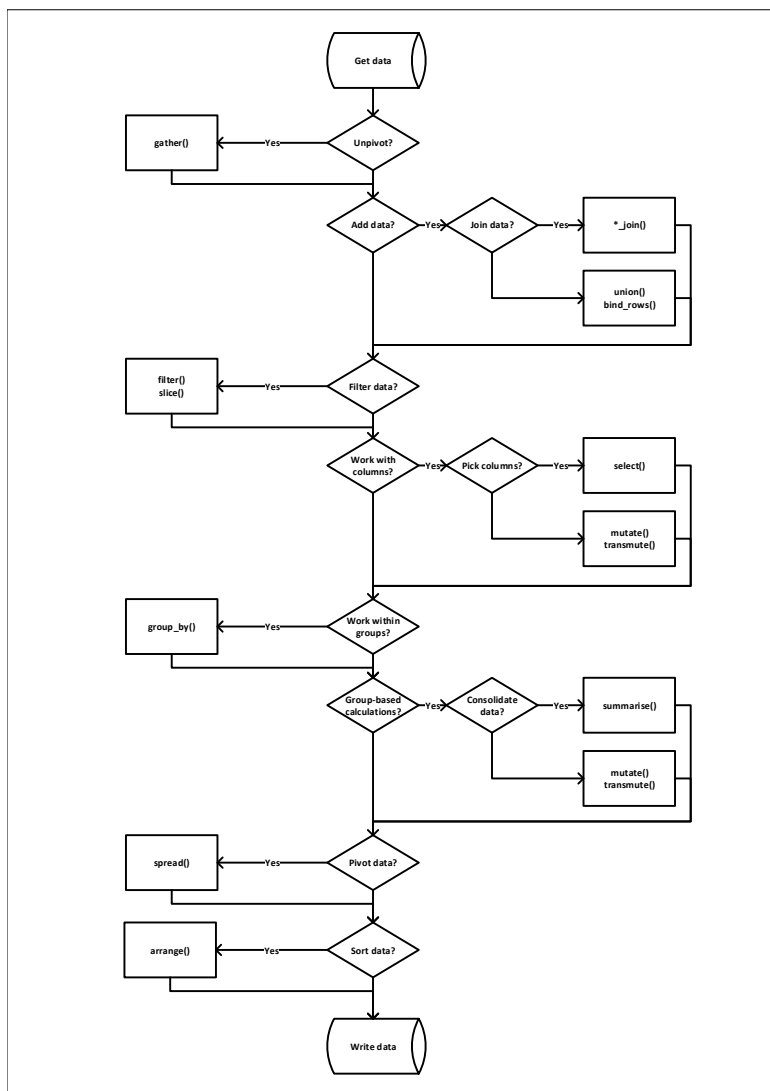 Get data
Unpivot?
Yes
gather()
Add data?
Yes
Join data?
Yes
*_join()
union()
bind_rows()
Filter data?
Yes
filter()
slice()
Work with
columns?
Yes
Pick columns?
Yes
select()
mutate()
transmute()
Work within
groups?
Yes
group_by()
Group-based
calculations?
Yes
Consolidate
data?
Yes
summarise()
mutate()
transmute()
Pivot data?
Yes
spread()
Sort data?
Yes
arrange()
Write data